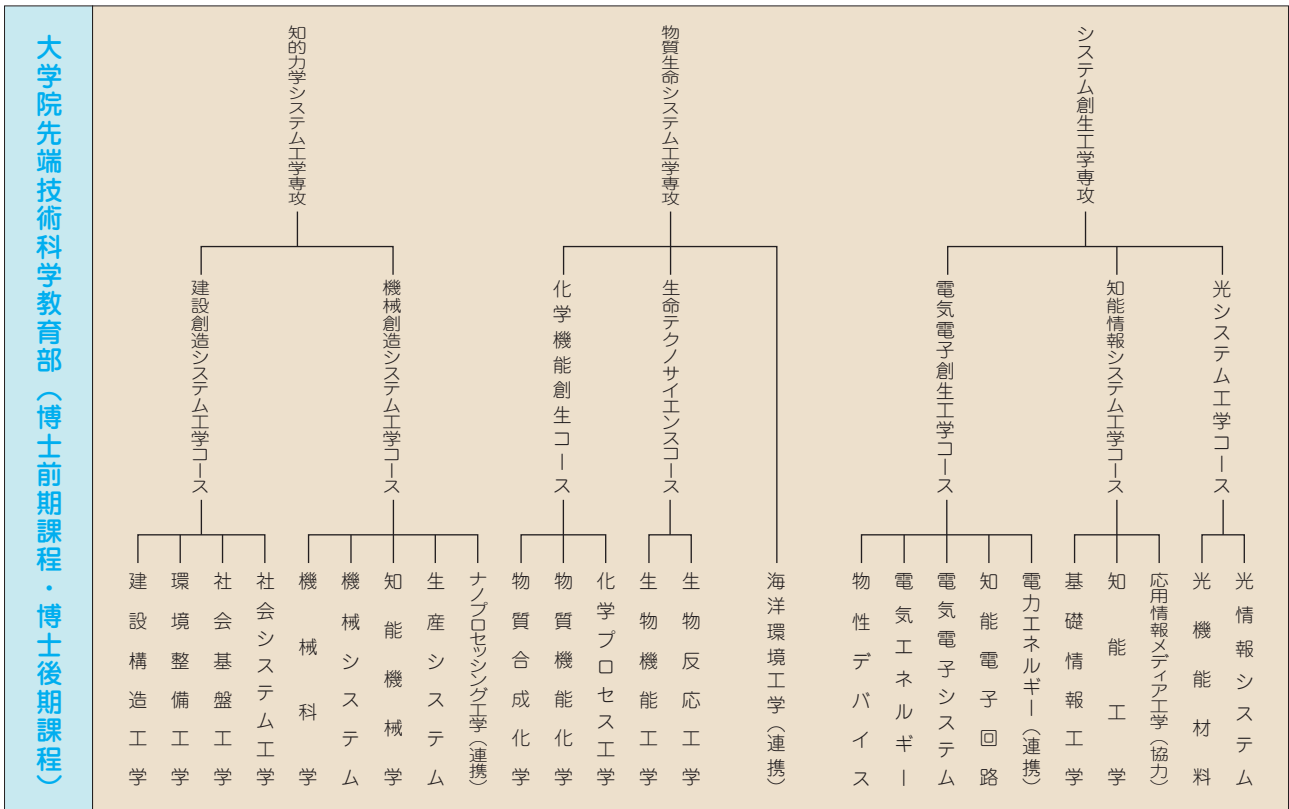 大学院先端技術科学教育部（博士前期課程・博士後期課程）
知的力学システム工学専攻
建設創造システム工学コース
建設構造工学
環境整備工学
社会基盤工学
社会システム工学
機械創造システム工学コース
機械科学
機械システム
知能機械学
生産システム
ナノプロセッシング工学（連携）
物質生命システム工学専攻
化学機能創生コース
物質合成化学
物質機能化学
化学プロセス工学
生命テクノサイエンスコース
生物機能工学
生物反応工学
海洋環境工学（連携）
システム創生工学専攻
電気電子創生工学コース
物性デバイス
電気エネルギー
電気電子システム
知能電子回路
電力エネルギー（連携）
知能情報システム工学コース
基礎情報工学
知能工学
応用情報メディア工学（協力）
光システム工学コース
光機能材料
光情報システム